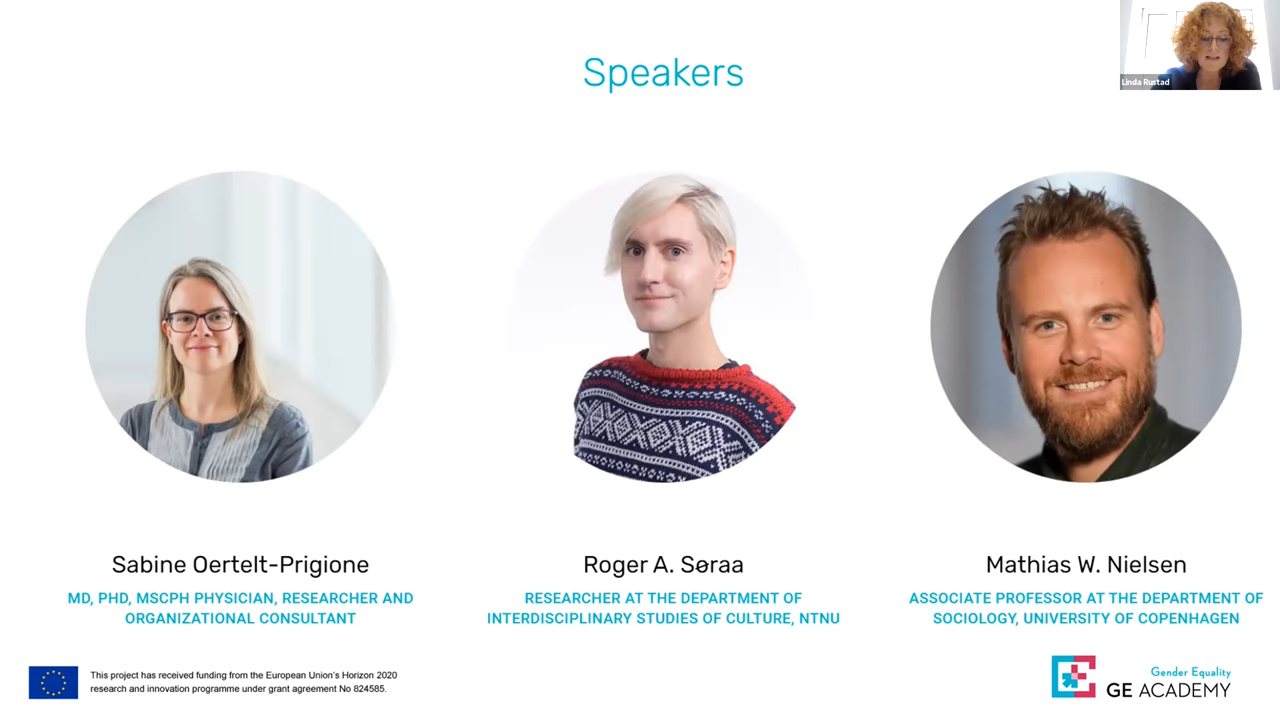 Linda Rustad
Speakers
Sabine Oertelt-Prigione
MD, PHD, MSCPH PHYSICIAN, RESEARCHER AND
ORGANIZATIONAL CONSULTANT
Roger A. Søraa
RESEARCHER AT THE DEPARTMENT OF
INTERDISCIPLINARY STUDIES OF CULTURE, NTNU
Mathias W. Nielsen
ASSOCIATE PROFESSOR AT THE DEPARTMENT OF
SOCIOLOGY, UNIVERSITY OF COPENHAGEN
This project has received funding from the European Union's Horizon 2020
research and innovation programme under grant agreement No 824585.
Gender Equality
GE ACADEMY